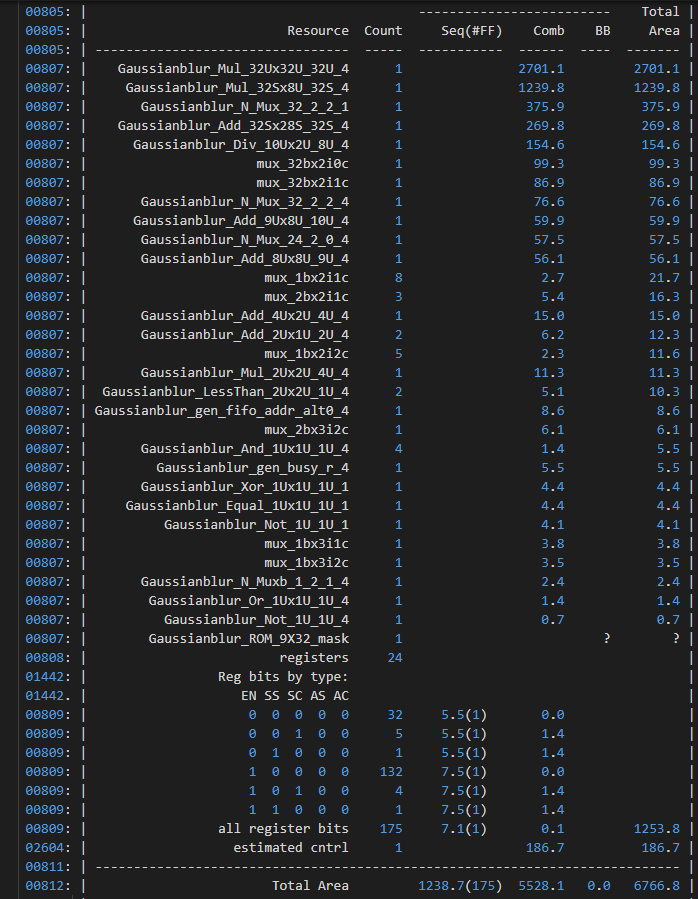 00805: |                                           ------------------------- Total |
00805: | Resource Count Seq(#FF) Comb BB Area |
00805: | --------------------------------- ----- ----------- ------ ---- ------- |
00807: | Gaussianblur_Mul_32Ux32U_32U_4 1 2701.1 2701.1 |
00807: | Gaussianblur_Mul_32Sx8U_32S_4 1 1239.8 1239.8 |
00807: | Gaussianblur_N_Mux_32_2_2_1 1 375.9 375.9 |
00807: | Gaussianblur_Add_32Sx28S_32S_4 1 269.8 269.8 |
00807: | Gaussianblur_Div_10Ux2U_8U_4 1 154.6 154.6 |
00807: | mux_32bx2i0c 1 99.3 99.3 |
00807: | mux_32bx2i1c 1 86.9 86.9 |
00807: | Gaussianblur_N_Mux_32_2_2_4 1 76.6 76.6 |
00807: | Gaussianblur_Add_9Ux8U_10U_4 1 59.9 59.9 |
00807: | Gaussianblur_N_Mux_24_2_0_4 1 57.5 57.5 |
00807: | Gaussianblur_Add_8Ux8U_9U_4 1 56.1 56.1 |
00807: | mux_1bx2i1c 8 2.7 21.7 |
00807: | mux_2bx2i1c 3 5.4 16.3 |
00807: | Gaussianblur_Add_4Ux2U_4U_4 1 15.0 15.0 |
00807: | Gaussianblur_Add_2Ux1U_2U_4 2 6.2 12.3 |
00807: | mux_1bx2i2c 5 2.3 11.6 |
00807: | Gaussianblur_Mul_2Ux2U_4U_4 1 11.3 11.3 |
00807: | Gaussianblur_LessThan_2Ux2U_1U_4 2 5.1 10.3 |
00807: | Gaussianblur_gen_fifo_addr_alt0_4 1 8.6 8.6 |
00807: | mux_2bx3i2c 1 6.1 6.1 |
00807: | Gaussianblur_And_1Ux1U_1U_4 4 1.4 5.5 |
00807: | Gaussianblur_gen_busy_r_4 1 5.5 5.5 |
00807: | Gaussianblur_Xor_1Ux1U_1U_1 1 4.4 4.4 |
00807: | Gaussianblur_Equal_1Ux1U_1U_1 1 4.4 4.4 |
00807: | Gaussianblur_Not_1U_1U_1 1 4.1 4.1 |
00807: | mux_1bx3i1c 1 3.8 3.8 |
00807: | mux_1bx3i2c 1 3.5 3.5 |
00807: | Gaussianblur_N_Muxb_1_2_1_4 1 2.4 2.4 |
00807: | Gaussianblur_Or_1Ux1U_1U_4 1 1.4 1.4 |
00807: | Gaussianblur_Not_1U_1U_4 1 0.7 0.7 |
00807: | Gaussianblur_ROM_9X32_mask 1 ? ? |
00808: | registers 24 |
01442: | Reg bits by type: |
01442. | EN SS SC AS AC |
00809: | 0 0 0 0 0 32 5.5(1) 0.0 |
00809: | 0 0 1 0 0 5 5.5(1) 1.4 |
00809: | 0 1 0 0 0 1 5.5(1) 1.4 |
00809: | 1 0 0 0 0 132 7.5(1) 0.0 |
00809: | 1 0 1 0 0 4 7.5(1) 1.4 |
00809: | 1 1 0 0 0 1 7.5(1) 1.4 |
00809: | all register bits 175 7.1(1) 0.1 1253.8 |
02604: | estimated cntrl 1 186.7 186.7 |
00811: | ---------------------------------------------------------------------------- |
00812: | Total Area 1238.7(175) 5528.1 0.0 6766.8 |